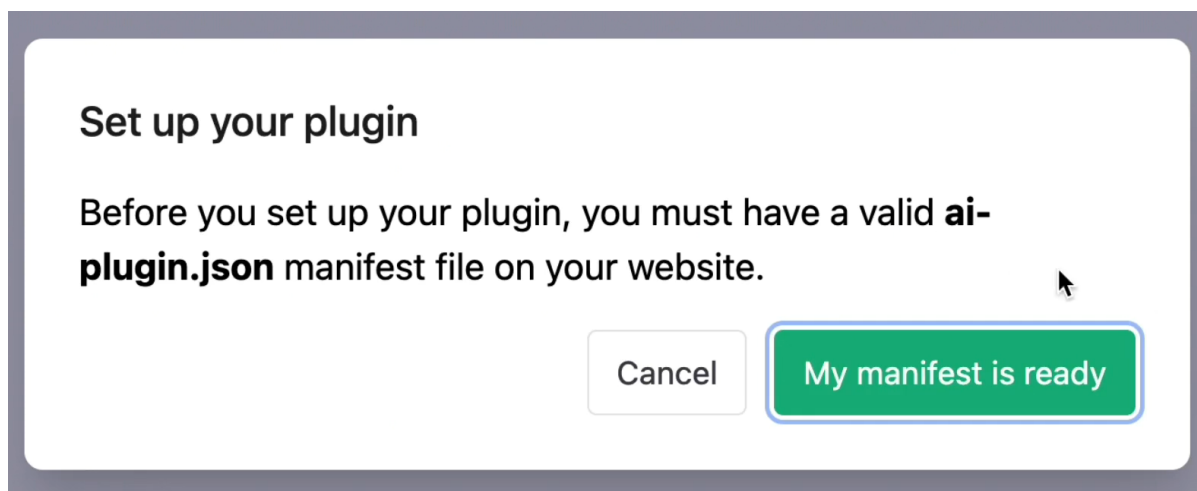 Set up your plugin
Before you set up your plugin, you must have a valid ai-
plugin.json manifest file on your website.
Cancel
My manifest is ready